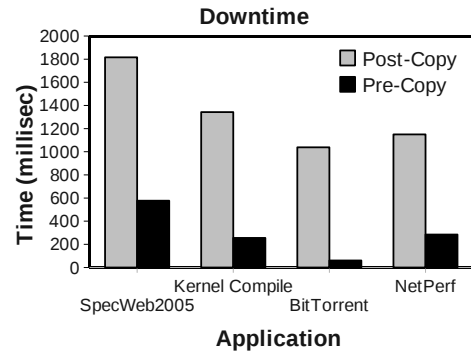 Downtime
Time (millisec)
2000
1800
1600
1400
1200
1000
800
600
400
200
0
Post-Copy
Pre-Copy
Kernel Compile
NetPerf
SpecWeb2005
BitTorrent
Application